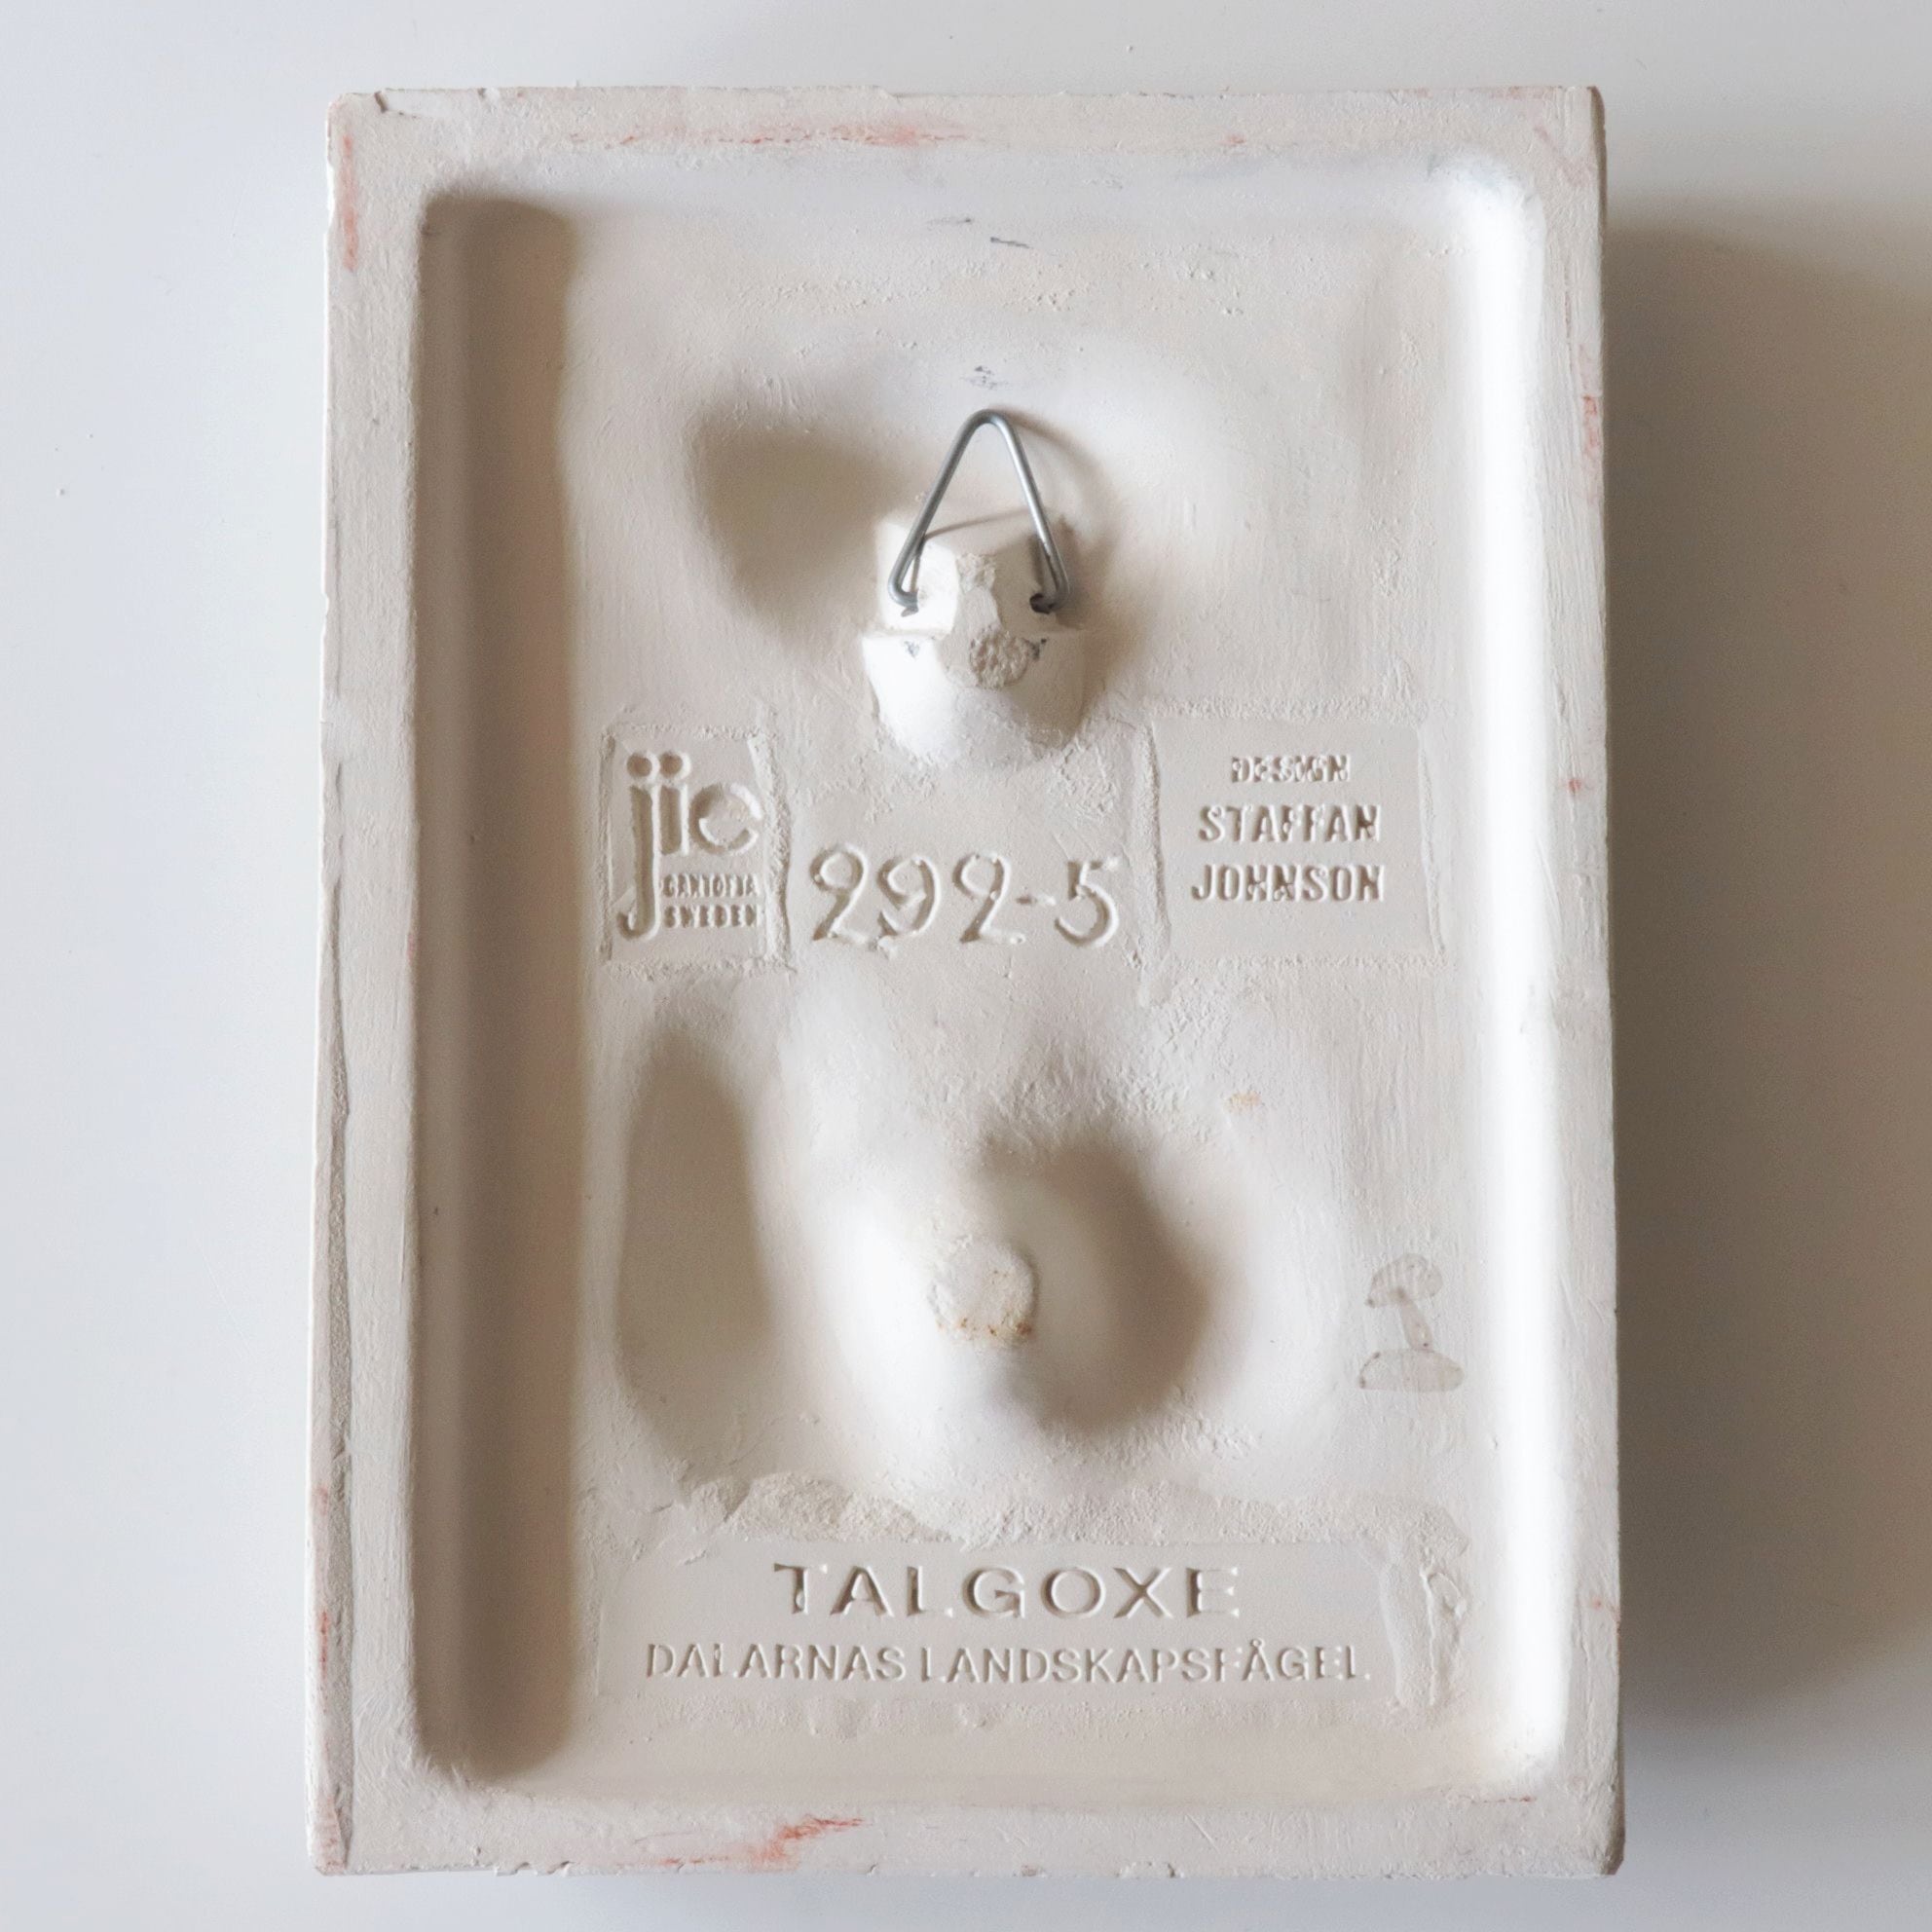 jie
GANTOFTA
SWEDEN
292-5
DESIGN
STAFFAN
JOHNSON
TALGOXE
DALARNAS LANDSKAPSFÅGEL